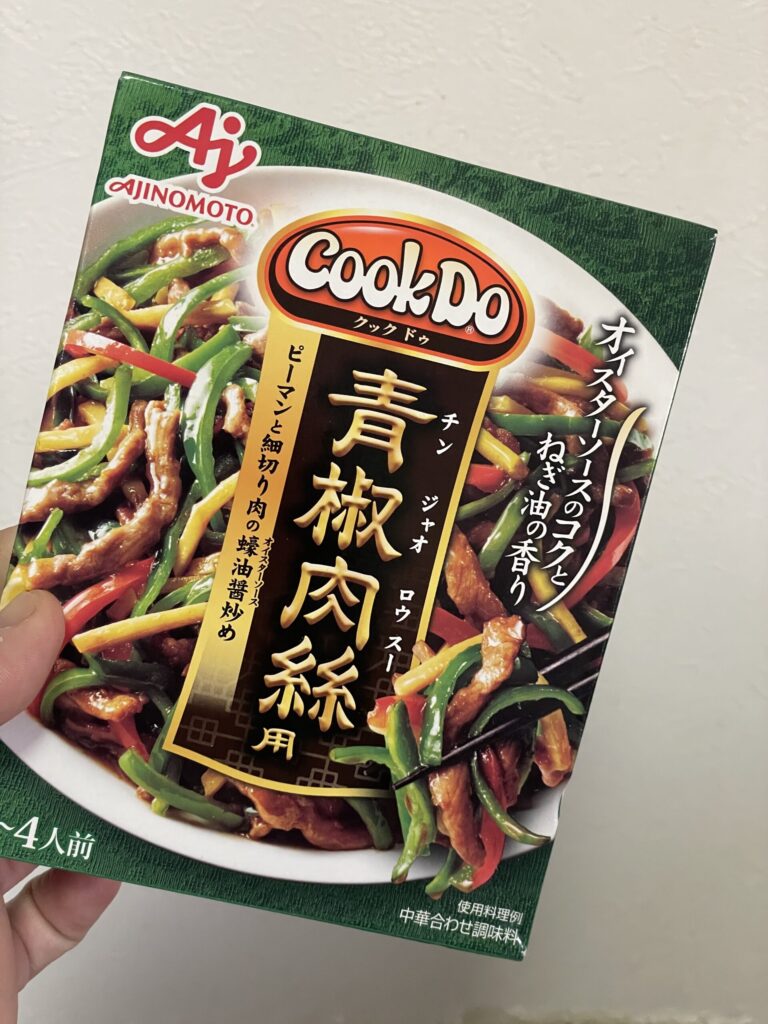 Aj
AJINOMOTO®
CookDo®
クックドゥ
オイスターソースのコクと
ねぎ油の香り
青椒肉絲用
チンジャオロウスー
ピーマンと細切り肉の蠔油醤炒め
オイスターソース
~4人前
使用料理例
中華合わせ調味料